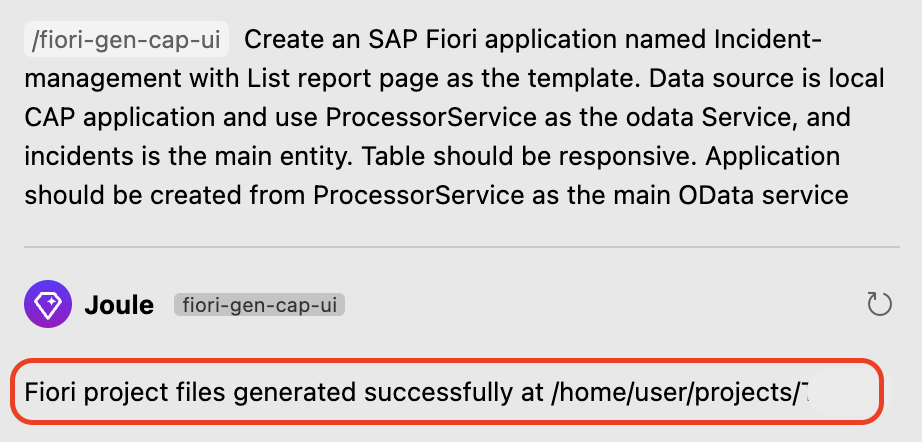 /fiori-gen-cap-ui Create an SAP Fiori application named Incident-
management with List report page as the template. Data source is local
CAP application and use ProcessorService as the odata Service, and
incidents is the main entity. Table should be responsive. Application
should be created from ProcessorService as the main OData service
Joule fiori-gen-cap-ui
Fiori project files generated successfully at /home/user/projects/